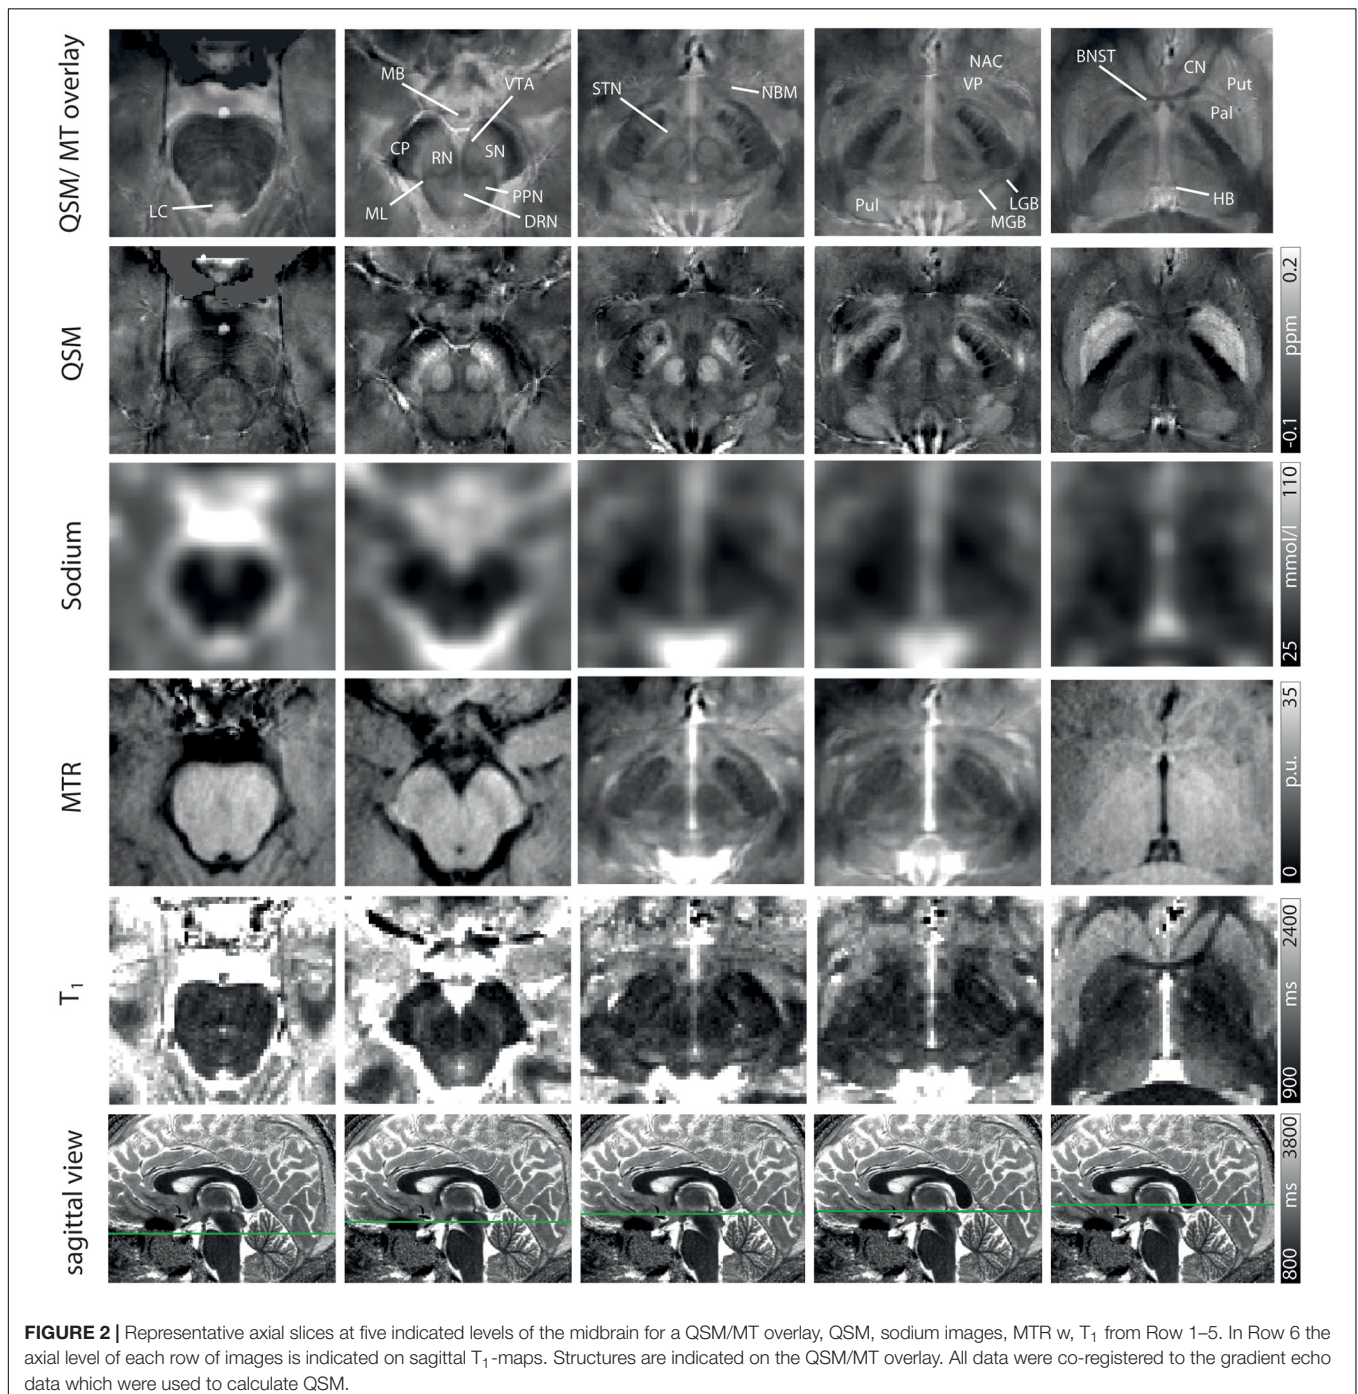 QSM/ MT overlay
LC
MB
VTA
CP
RN
SN
ML
PPN
DRN
STN
NBM
NAC
VP
Pul
LGB
MGB
BNST
CN
Put
Pal
HB
QSM
-0.1 ppm 0.2
Sodium
25 mmol/l 110
MTR
0 p.u. 35
T1
900 ms 2400
sagittal view
800 ms 3800
FIGURE 2 | Representative axial slices at five indicated levels of the midbrain for a QSM/MT overlay, QSM, sodium images, MTR w, T1 from Row 1–5. In Row 6 the
axial level of each row of images is indicated on sagittal T1-maps. Structures are indicated on the QSM/MT overlay. All data were co-registered to the gradient echo
data which were used to calculate QSM.